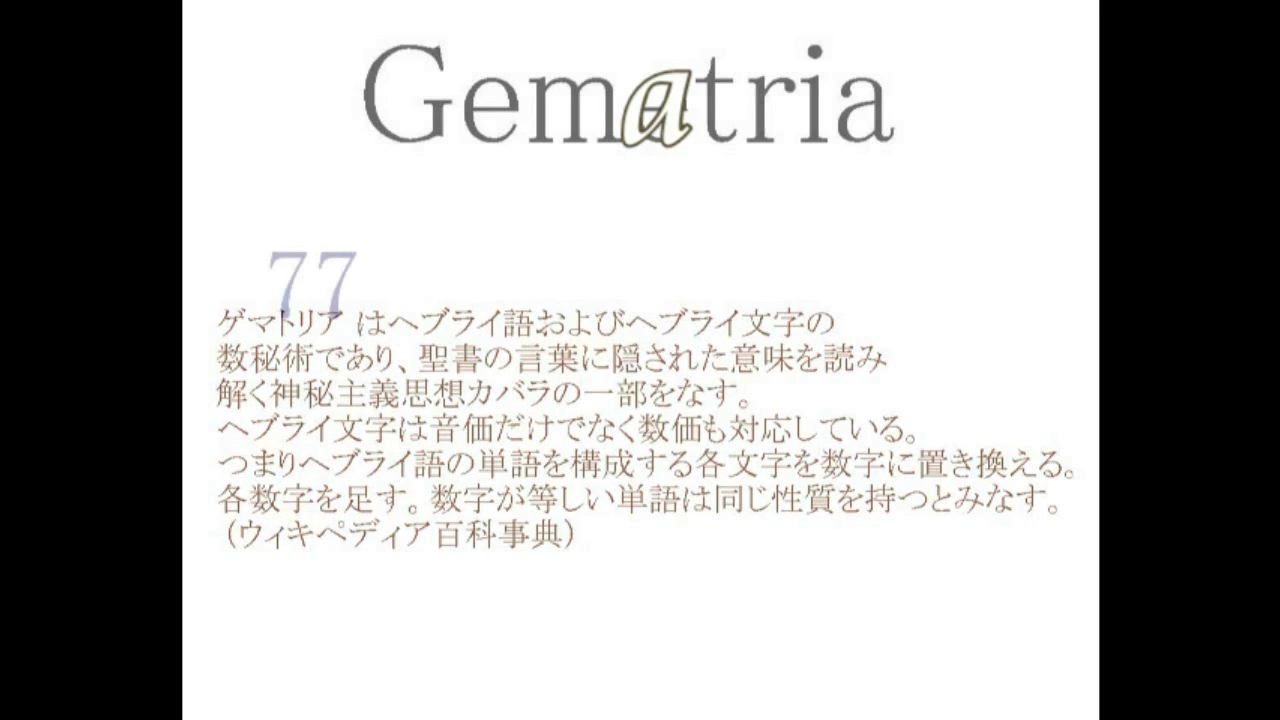 Gematria
77
ゲマトリア はヘブライ語およびヘブライ文字の
数秘術であり、聖書の言葉に隠された意味を読み
解く神秘主義思想カバラの一部をなす。
ヘブライ文字は音価だけでなく数価も対応している。
つまりヘブライ語の単語を構成する各文字を数字に置き換える。
各数字を足す。数字が等しい単語は同じ性質を持つとみなす。
（ウィキペディア百科事典）